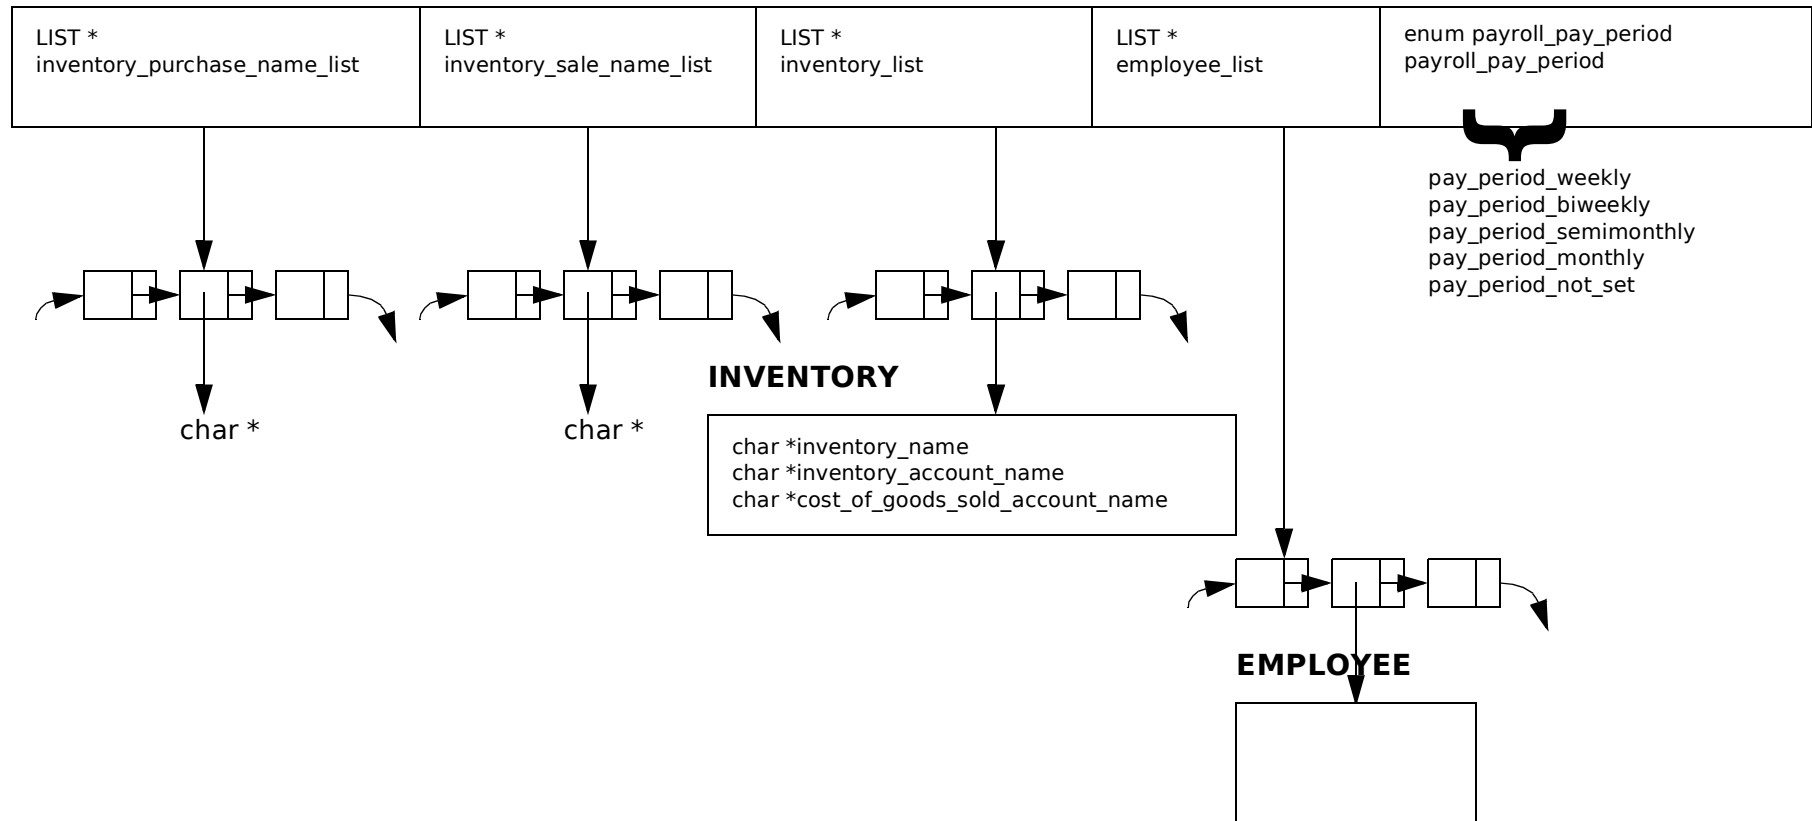 LIST *
inventory_purchase_name_list
LIST *
inventory_sale_name_list
LIST *
inventory_list
LIST *
employee_list
enum payroll_pay_period
payroll_pay_period
pay_period_weekly
pay_period_biweekly
pay_period_semimonthly
pay_period_monthly
pay_period_not_set
char *
char *
INVENTORY
char *inventory_name
char *inventory_account_name
char *cost_of_goods_sold_account_name
EMPLOYEE